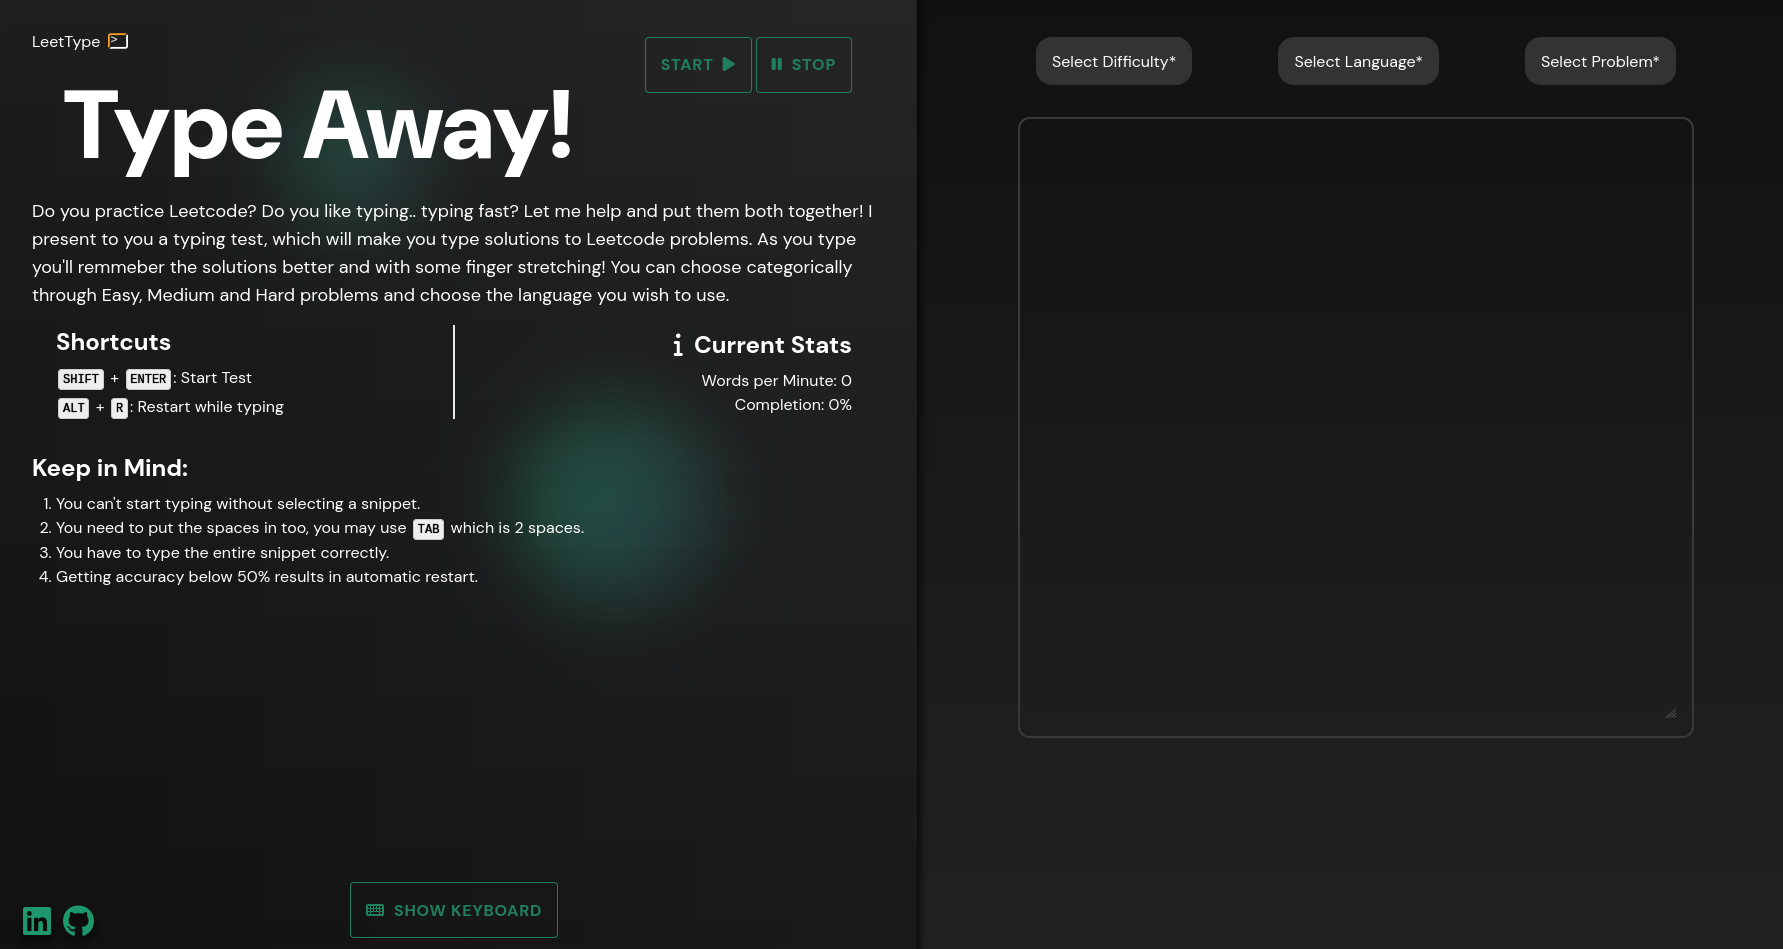 LeetType
START
STOP
Type Away!
Do you practice Leetcode? Do you like typing.. typing fast? Let me help and put them both together! I
present to you a typing test, which will make you type solutions to Leetcode problems. As you type
you'll remmeber the solutions better and with some finger stretching! You can choose categorically
through Easy, Medium and Hard problems and choose the language you wish to use.
Shortcuts
SHIFT + ENTER : Start Test
ALT + R : Restart while typing
Current Stats
Words per Minute: 0
Completion: 0%
Keep in Mind:
1. You can't start typing without selecting a snippet.
2. You need to put the spaces in too, you may use TAB which is 2 spaces.
3. You have to type the entire snippet correctly.
4. Getting accuracy below 50% results in automatic restart.
SHOW KEYBOARD
Select Difficulty*
Select Language*
Select Problem*